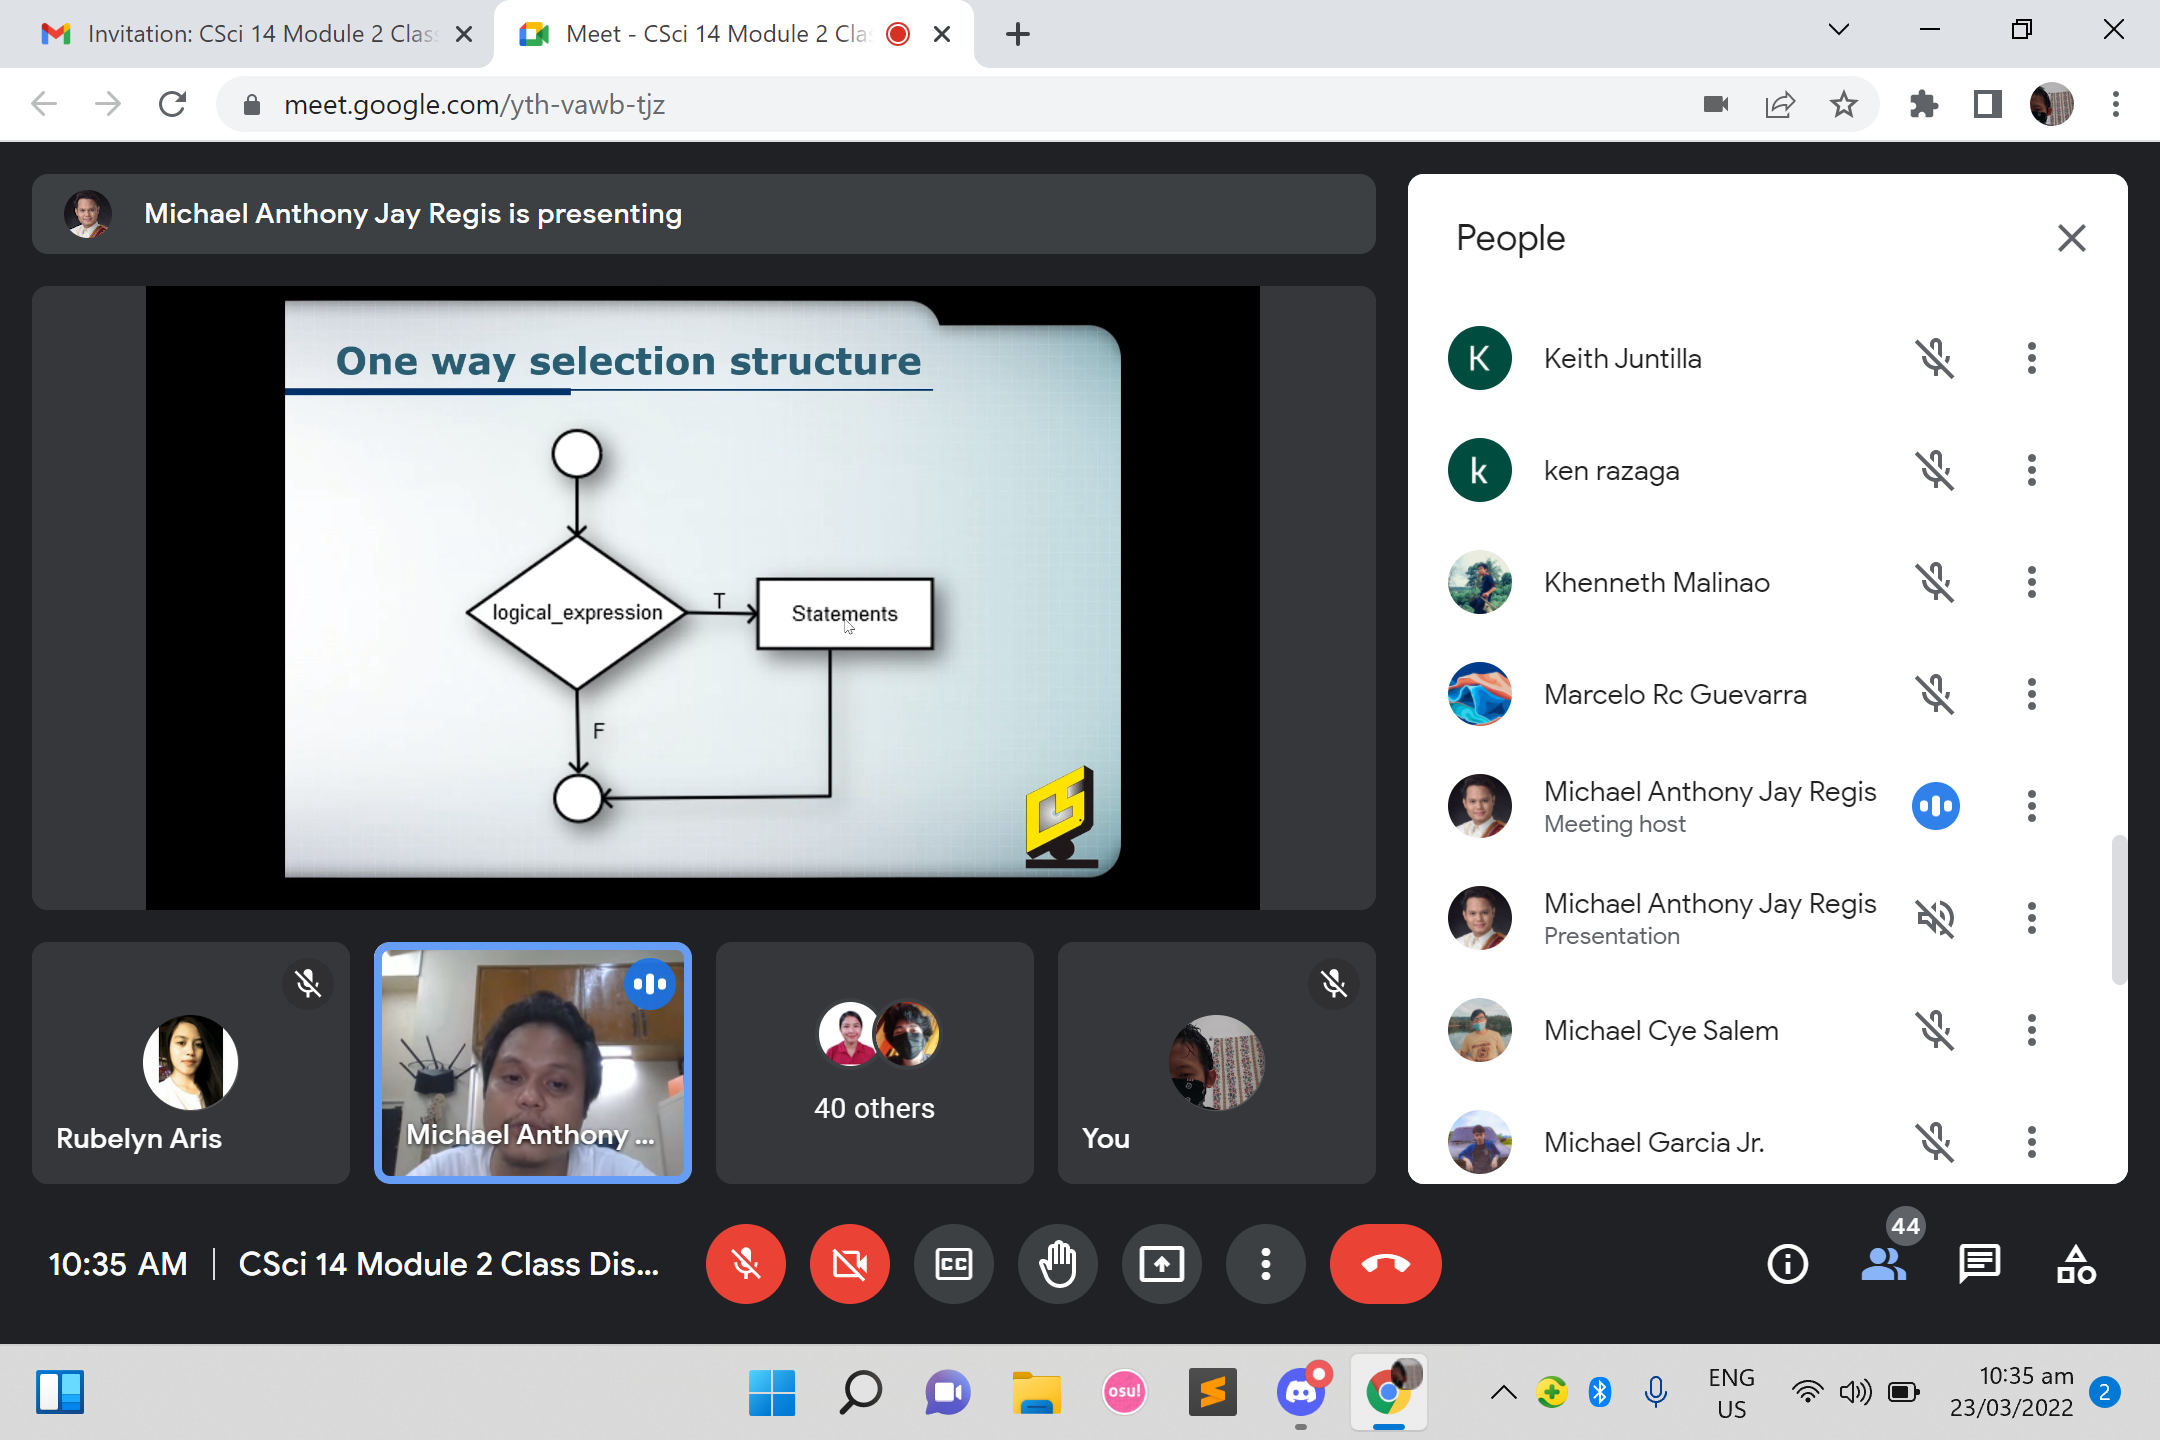 Invitation: CSci 14 Module 2 Clas
Meet - CSci 14 Module 2 Cla
meet.google.com/yth-vawb-tjz
Michael Anthony Jay Regis is presenting
One way selection structure
logical_expression
T
Statements
F
Rubelyn Aris
Michael Anthony ...
40 others
You
People
K
Keith Juntilla
k
ken razaga
Khenneth Malinao
Marcelo Rc Guevarra
Michael Anthony Jay Regis
Meeting host
Michael Anthony Jay Regis
Presentation
Michael Cye Salem
Michael Garcia Jr.
10:35 AM | CSci 14 Module 2 Class Dis...
CC
44
osu!
ENG
US
10:35 am
23/03/2022
2